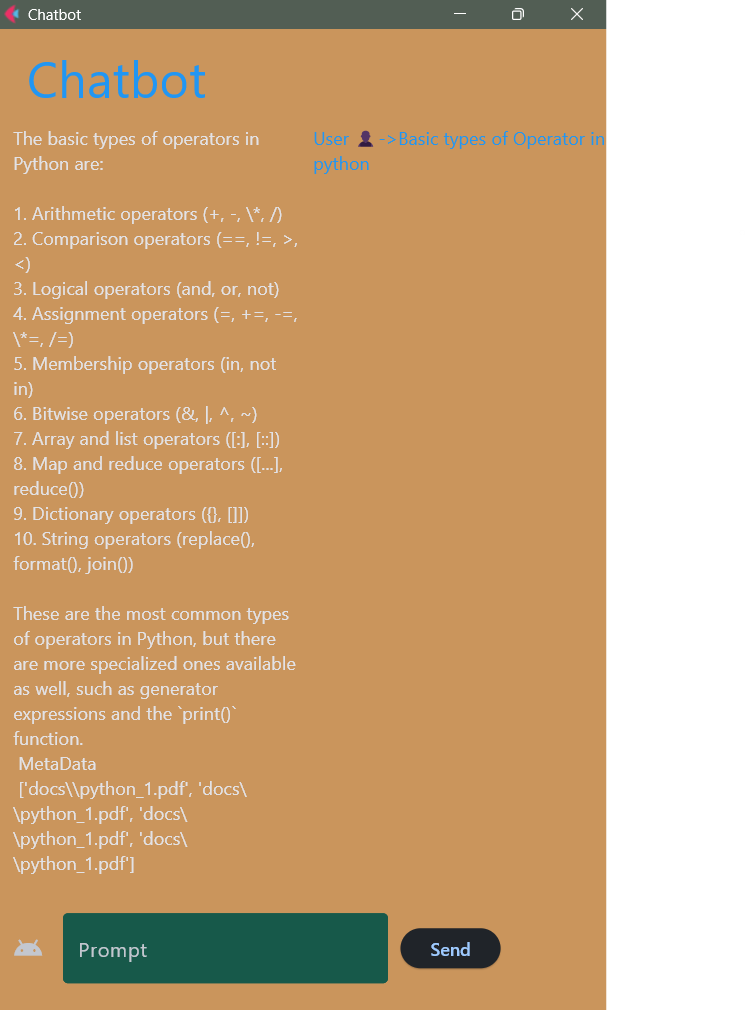 Chatbot
Chatbot
The basic types of operators in
Python are:
1. Arithmetic operators (+, -, \*, /)
2. Comparison operators (==, !=, >,
<)
3. Logical operators (and, or, not)
4. Assignment operators (=, +=, -=,
\*=, /=)
5. Membership operators (in, not
in)
6. Bitwise operators (&, |, ^, ~)
7. Array and list operators ([:], [::])
8. Map and reduce operators ([...],
reduce())
9. Dictionary operators ({}, []])
10. String operators (replace(),
format(), join())
These are the most common types
of operators in Python, but there
are more specialized ones available
as well, such as generator
expressions and the `print()`
function.
MetaData
['docs\\python_1.pdf', 'docs\
\python_1.pdf', 'docs\
\python_1.pdf', 'docs\
\python_1.pdf']
User 👤 ->Basic types of Operator in
python
Prompt
Send